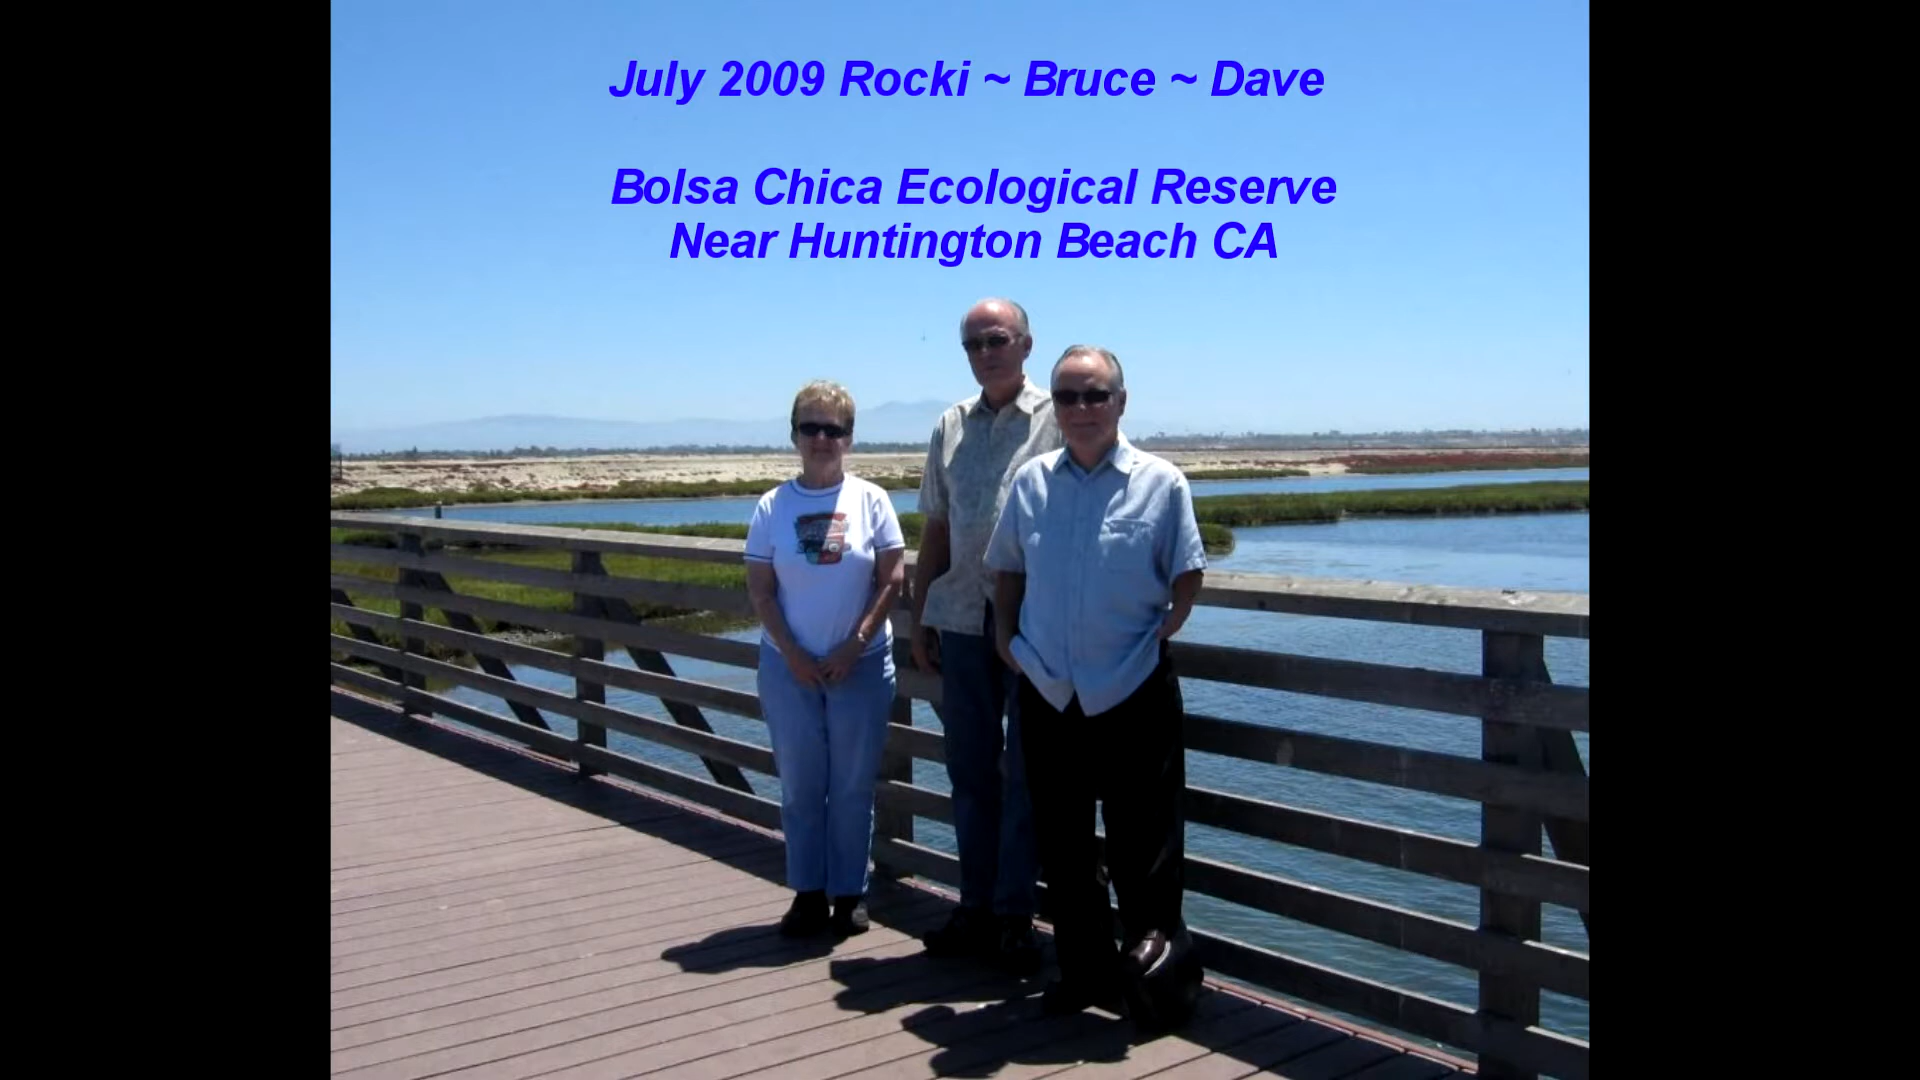 July 2009 Rocki ~ Bruce ~ Dave
Bolsa Chica Ecological Reserve
Near Huntington Beach CA